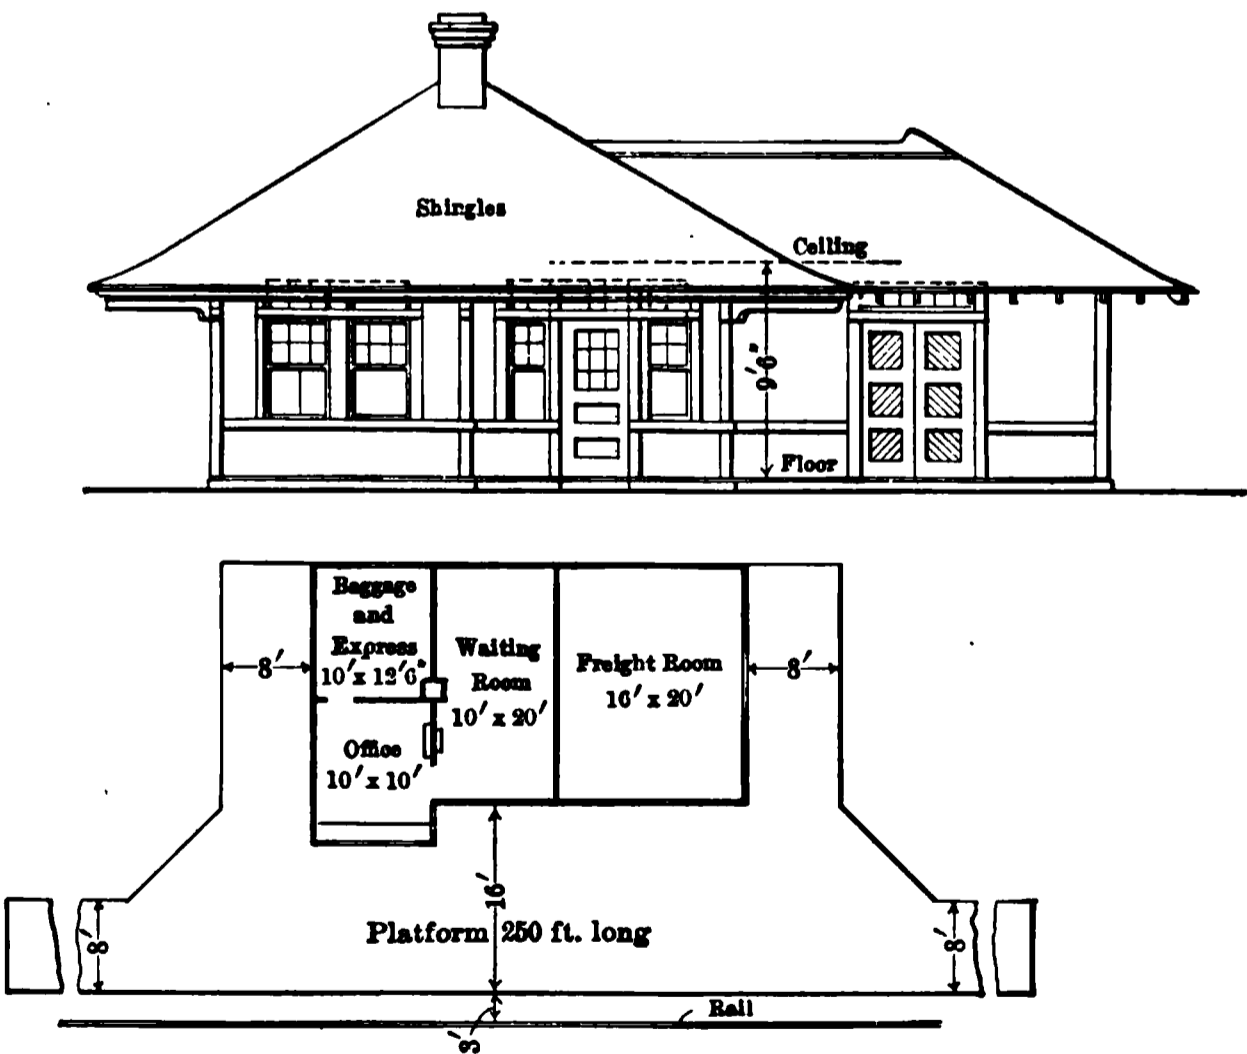 Shingles
Ceiling
9'6"
Floor
Baggage
and
Express
10' x 12'6"
Waiting
Room
10' x 20'
Freight Room
16' x 20'
8'
8'
Office
10' x 10'
16'
Platform 250 ft. long
8'
8'
Rail
3'